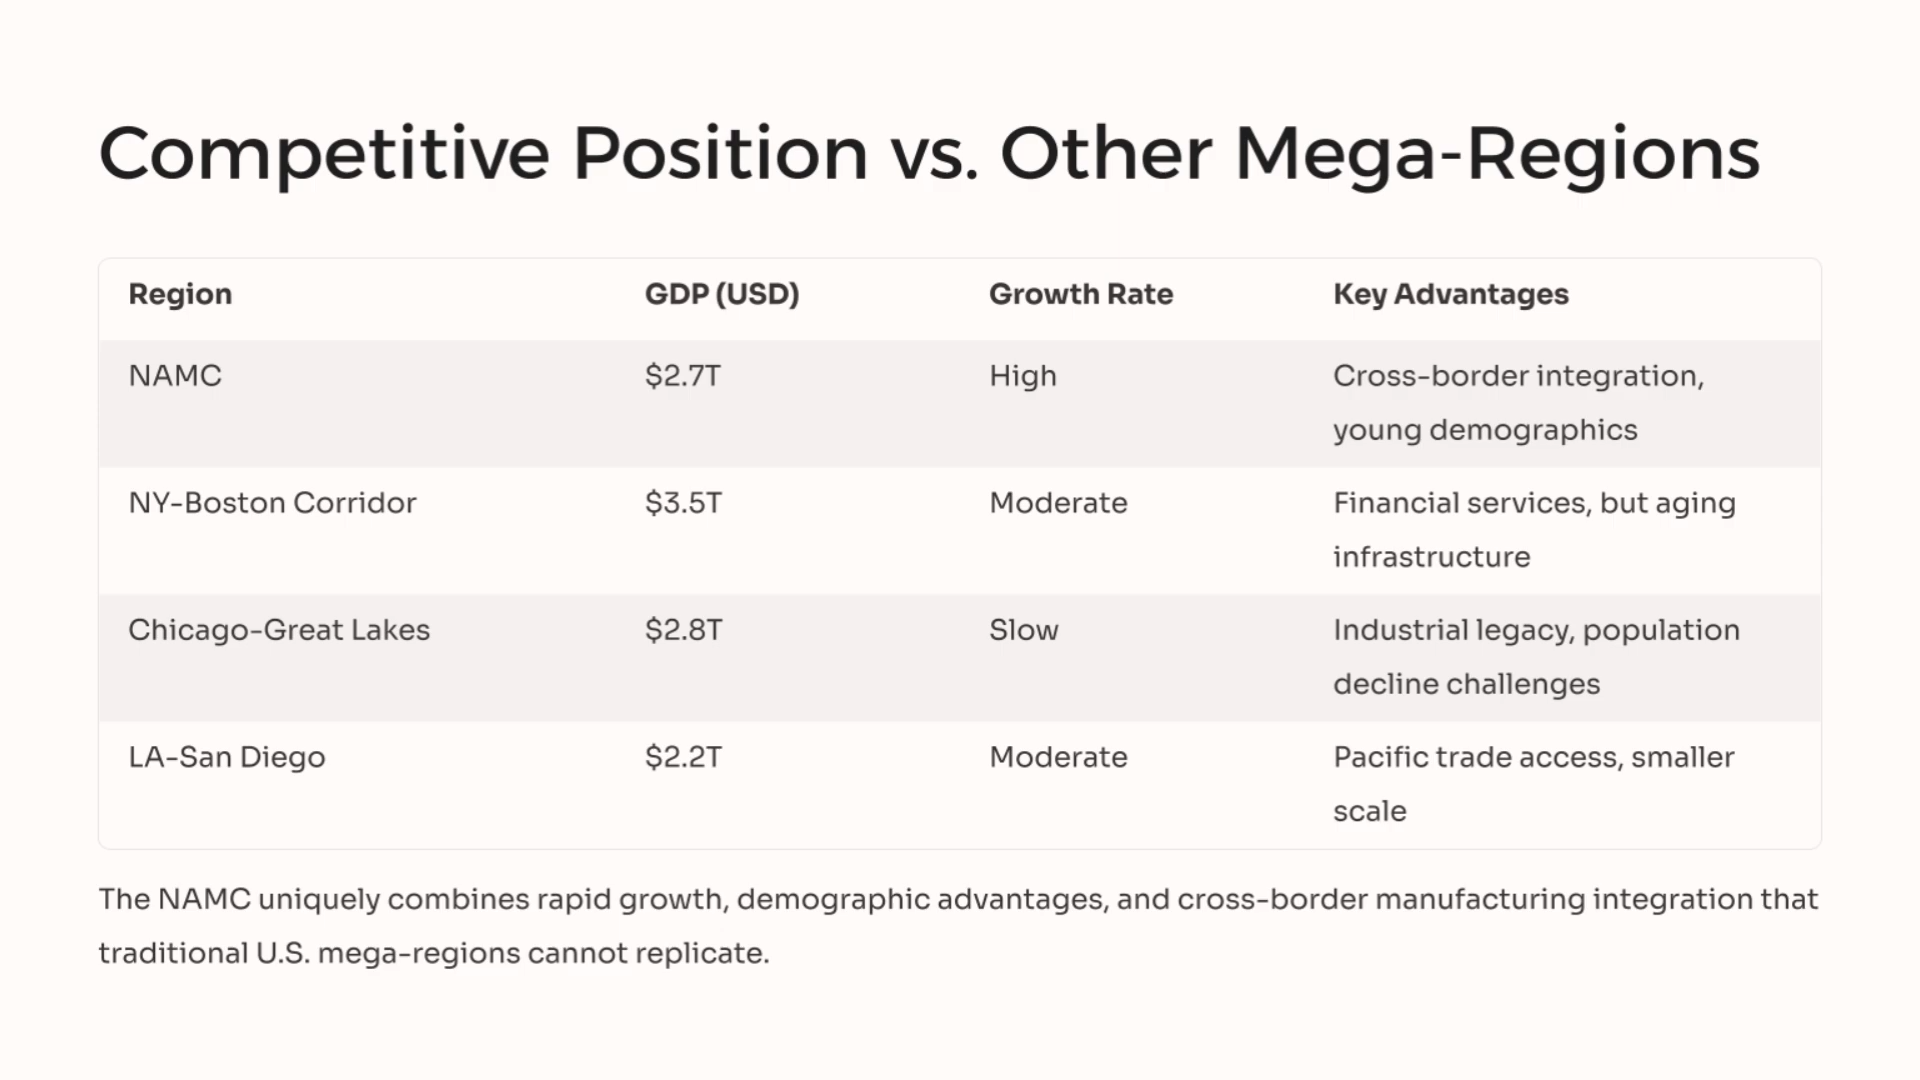 Competitive Position vs. Other Mega-Regions
Region GDP (USD) Growth Rate Key Advantages
NAMC $2.7T High Cross-border integration,
young demographics
NY-Boston Corridor $3.5T Moderate Financial services, but aging
infrastructure
Chicago-Great Lakes $2.8T Slow Industrial legacy, population
decline challenges
LA-San Diego $2.2T Moderate Pacific trade access, smaller
scale
The NAMC uniquely combines rapid growth, demographic advantages, and cross-border manufacturing integration that
traditional U.S. mega-regions cannot replicate.